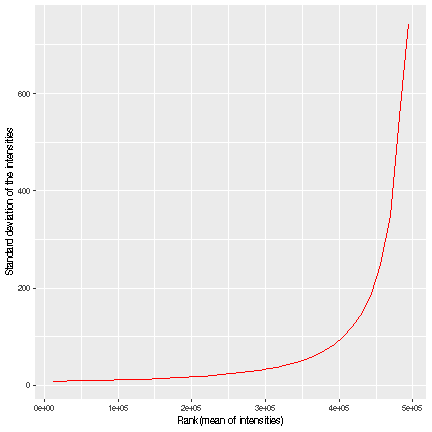 Standard deviation of the intensities
600
400
200
0
0e+00 1e+05 2e+05 3e+05 4e+05 5e+05
Rank(mean of intensities)